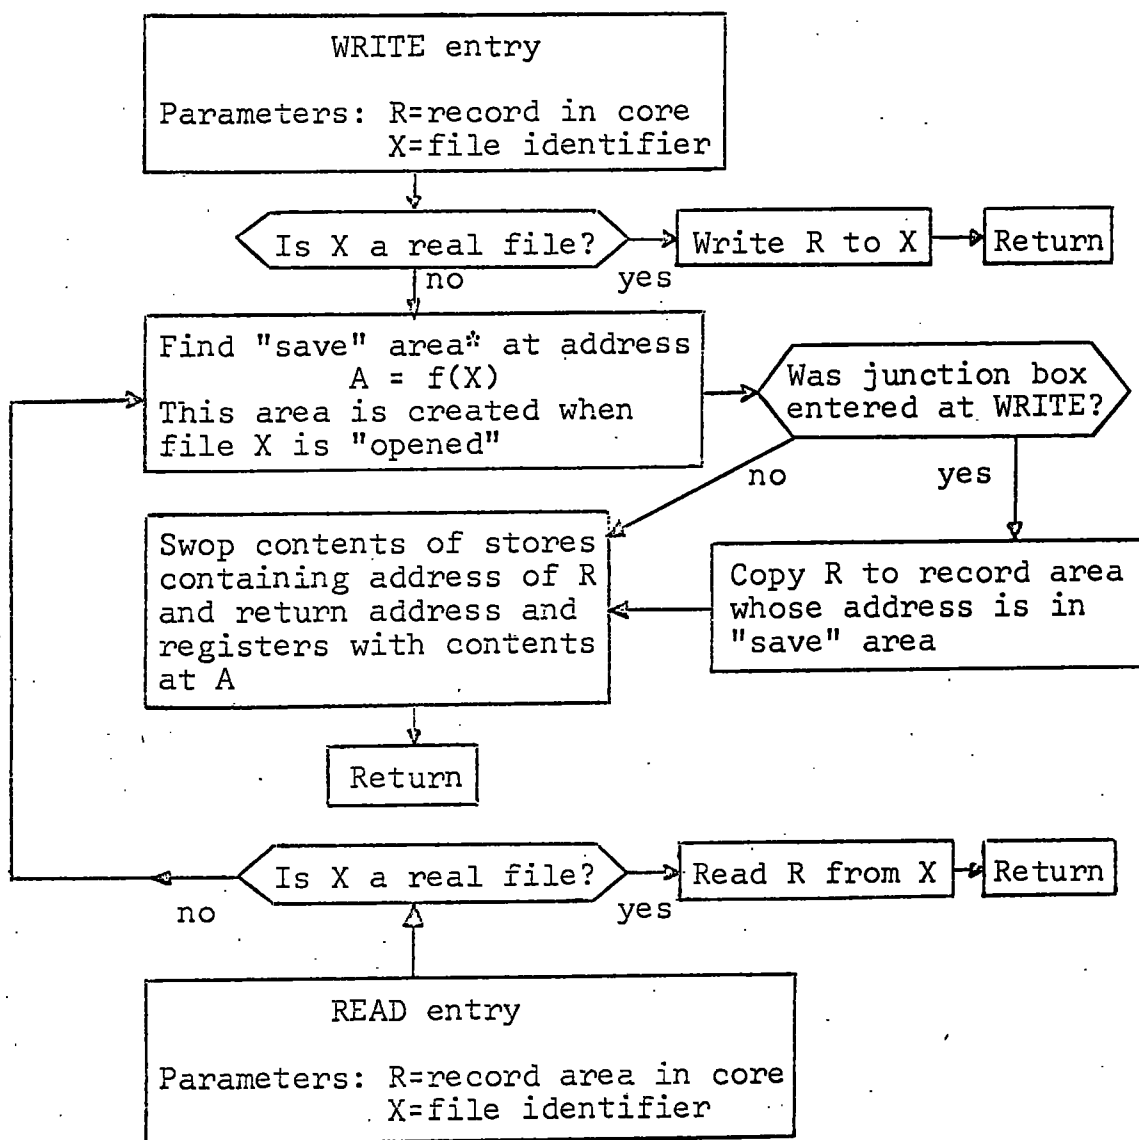 WRITE entry
Parameters: R=record in core
X=file identifier
Is X a real file?
Write R to X
Return
no
yes
Find "save" area* at address
A = f(X)
This area is created when
file X is "opened"
Was junction box
entered at WRITE?
no
yes
Swop contents of stores
containing address of R
and return address and
registers with contents
at A
Copy R to record area
whose address is in
"save" area
Return
Is X a real file?
Read R from X
Return
no
yes
READ entry
Parameters: R=record area in core
X=file identifier